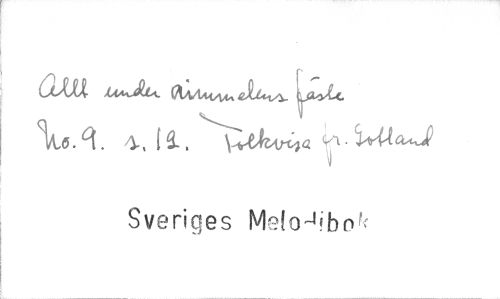 Allt under himmelens fäste
No. 9. s. 12. Folkvisa fr. Gotland
Sveriges Melodibok